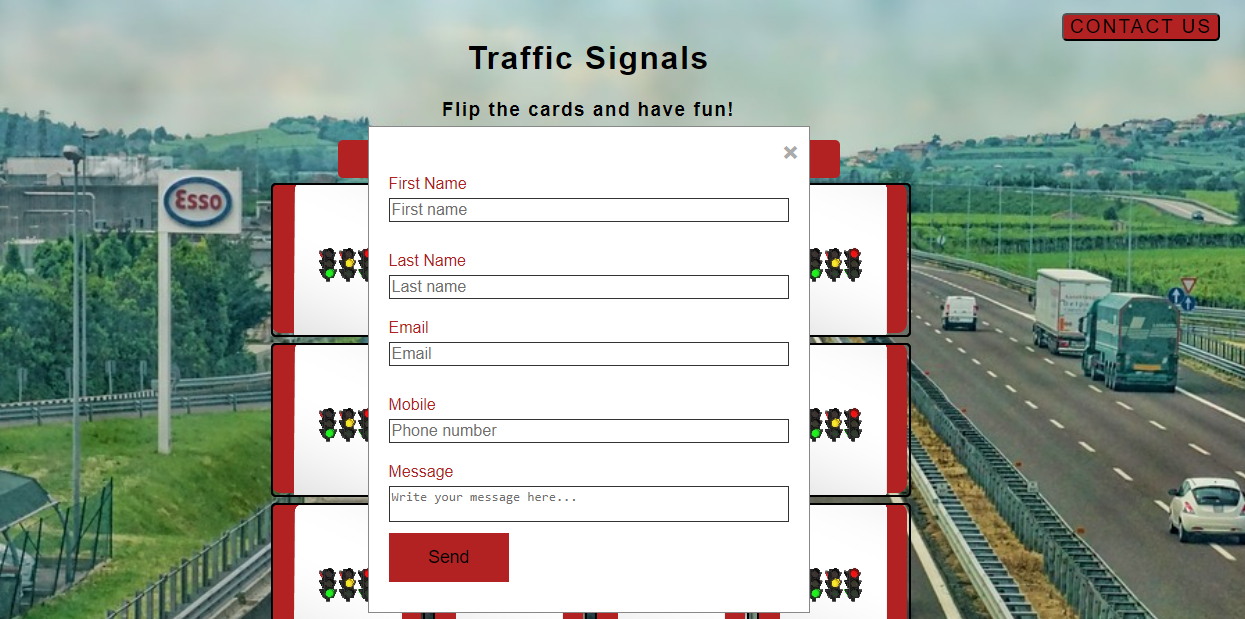 CONTACT US
Traffic Signals
Flip the cards and have fun!
×
First Name
First name
Esso
Last Name
Last name
Email
Email
Mobile
Phone number
Message
Write your message here...
Send